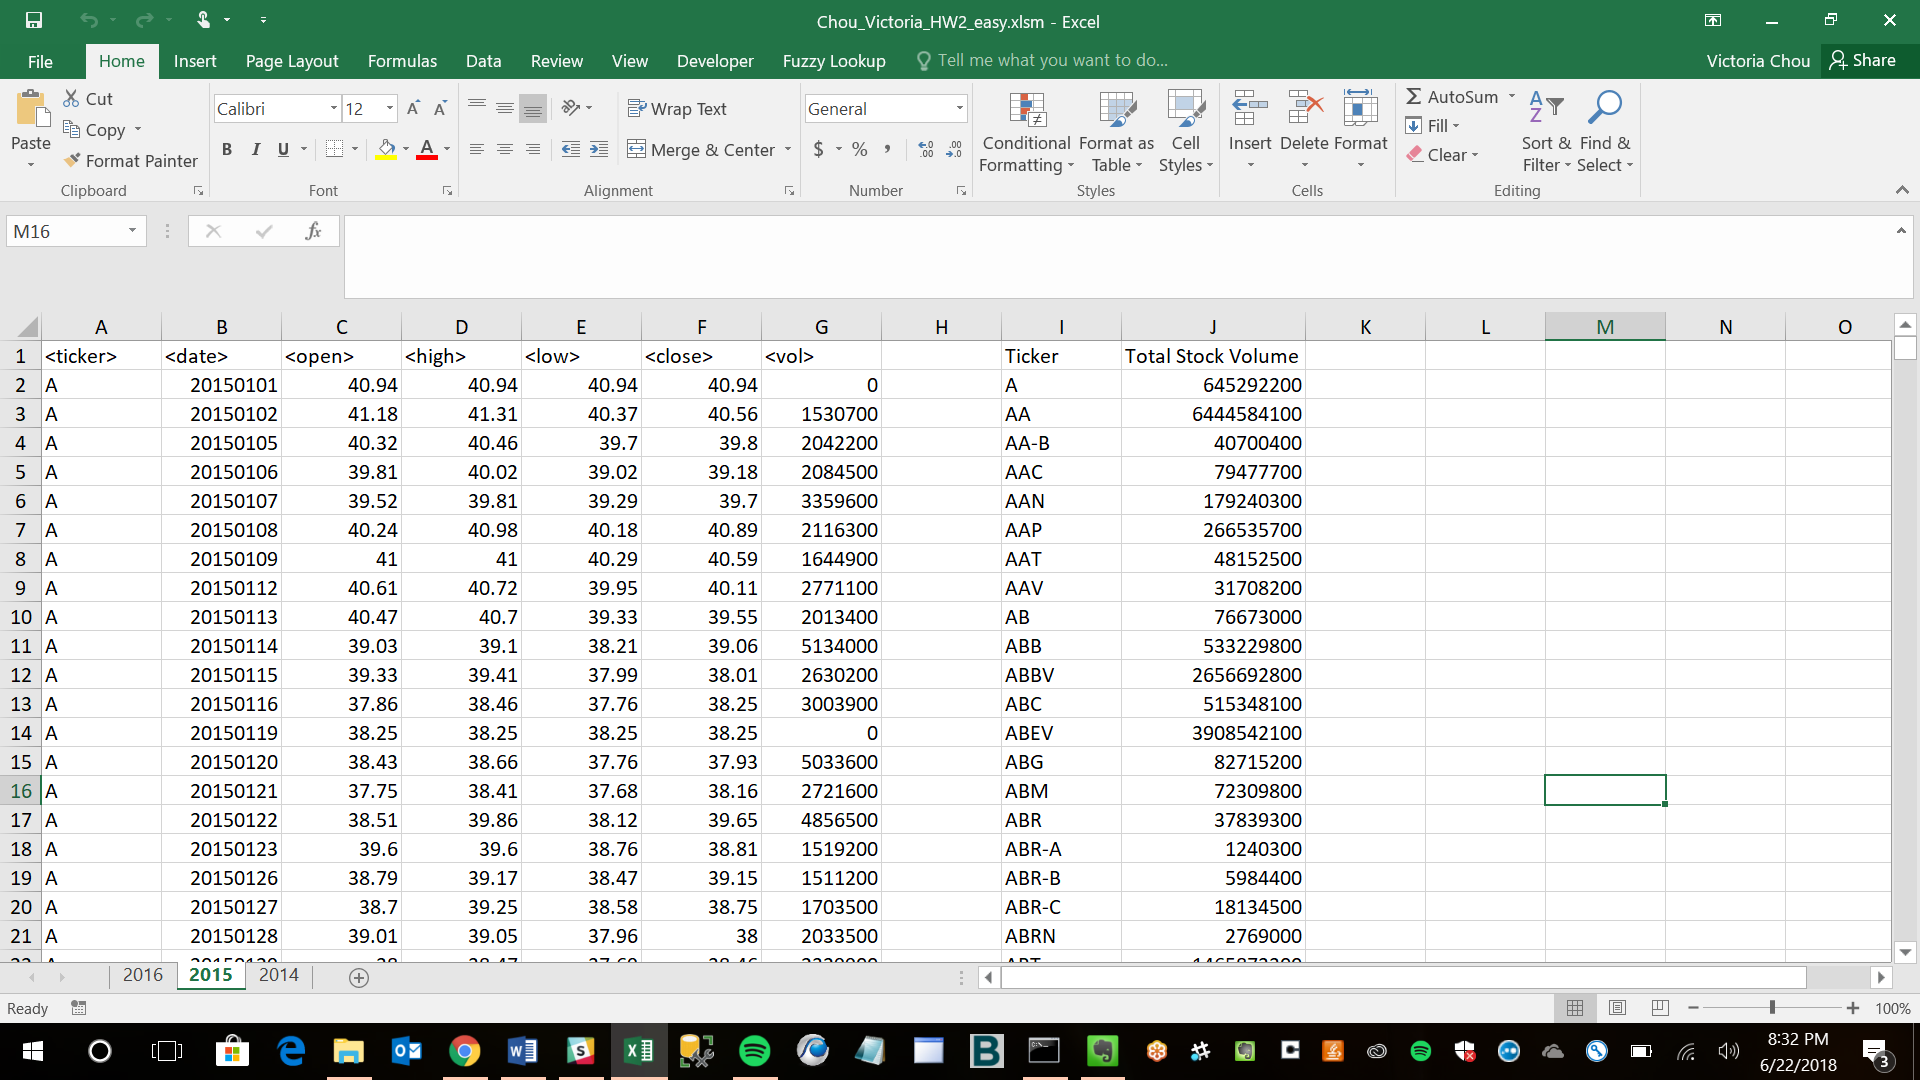 Chou_Victoria_HW2_easy.xlsm - Excel
File Home Insert Page Layout Formulas Data Review View Developer Fuzzy Lookup Tell me what you want to do... Victoria Chou Share
Paste Cut Copy Format Painter Clipboard
Calibri 12 B I U A Font
Wrap Text Merge & Center Alignment
General $ % , Number
Conditional Formatting Format as Table Cell Styles Styles
Insert Delete Format Cells
AutoSum Fill Clear Sort & Filter Find & Select Editing
M16 fx
A B C D E F G H I J K L M N O
1 <ticker> <date> <open> <high> <low> <close> <vol> Ticker Total Stock Volume
2 A 20150101 40.94 40.94 40.94 40.94 0 A 645292200
3 A 20150102 41.18 41.31 40.37 40.56 1530700 AA 6444584100
4 A 20150105 40.32 40.46 39.7 39.8 2042200 AA-B 40700400
5 A 20150106 39.81 40.02 39.02 39.18 2084500 AAC 79477700
6 A 20150107 39.52 39.81 39.29 39.7 3359600 AAN 179240300
7 A 20150108 40.24 40.98 40.18 40.89 2116300 AAP 266535700
8 A 20150109 41 41 40.29 40.59 1644900 AAT 48152500
9 A 20150112 40.61 40.72 39.95 40.11 2771100 AAV 31708200
10 A 20150113 40.47 40.7 39.33 39.55 2013400 AB 76673000
11 A 20150114 39.03 39.1 38.21 39.06 5134000 ABB 533229800
12 A 20150115 39.33 39.41 37.99 38.01 2630200 ABBV 2656692800
13 A 20150116 37.86 38.46 37.76 38.25 3003900 ABC 515348100
14 A 20150119 38.25 38.25 38.25 38.25 0 ABEV 3908542100
15 A 20150120 38.43 38.66 37.76 37.93 5033600 ABG 82715200
16 A 20150121 37.75 38.41 37.68 38.16 2721600 ABM 72309800
17 A 20150122 38.51 39.86 38.12 39.65 4856500 ABR 37839300
18 A 20150123 39.6 39.6 38.76 38.81 1519200 ABR-A 1240300
19 A 20150126 38.79 39.17 38.47 39.15 1511200 ABR-B 5984400
20 A 20150127 38.7 39.25 38.58 38.75 1703500 ABR-C 18134500
21 A 20150128 39.01 39.05 37.96 38 2033500 ABRN 2769000
2016 2015 2014
Ready 100%
8:32 PM
6/22/2018
3